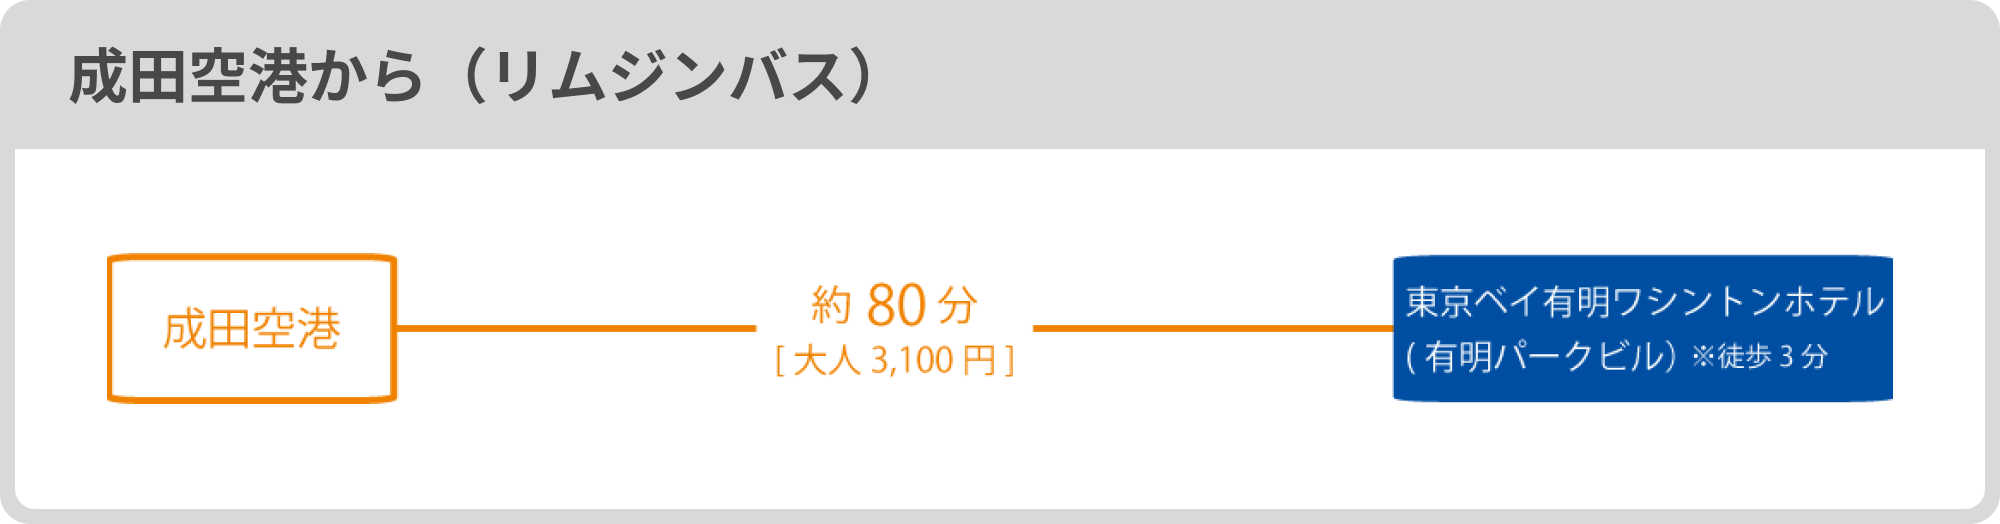 成田空港から（リムジンバス）
成田空港
約 80 分
[ 大人 3,100 円 ]
東京ベイ有明ワシントンホテル
( 有明パークビル） ※徒歩 3 分